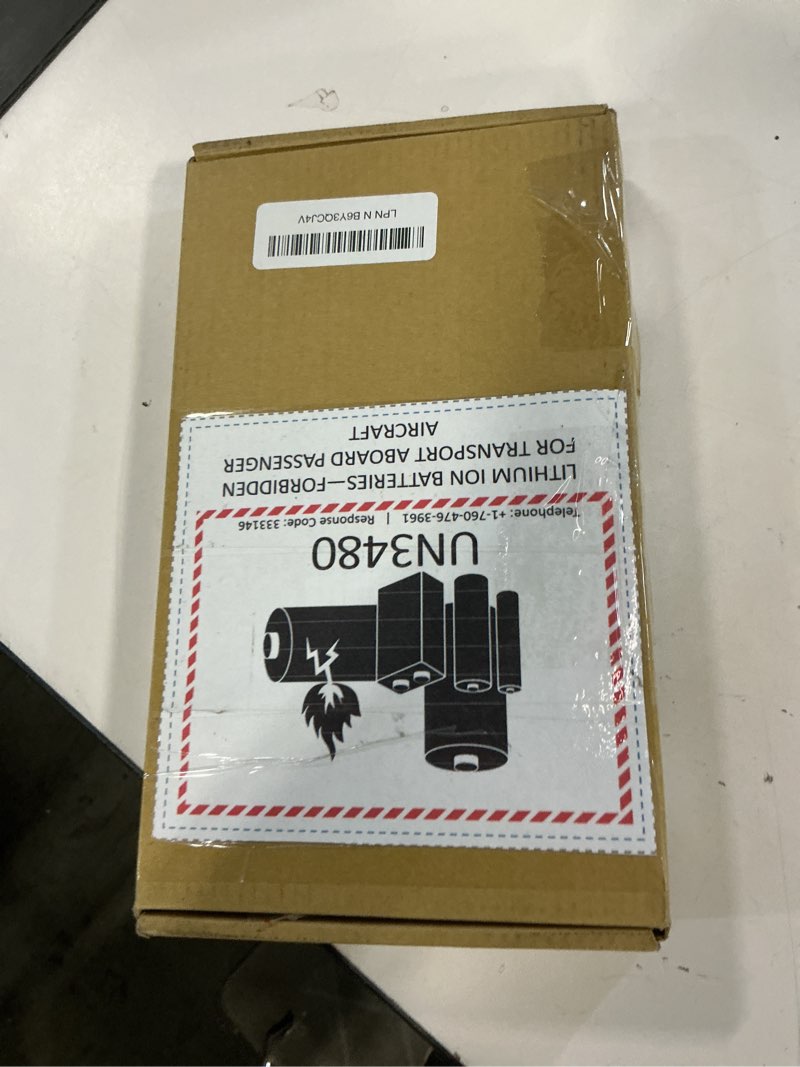 UN3480
Telephone: +1-760-476-3961 | Response Code: 333146
LITHIUM ION BATTERIES—FORBIDDEN
FOR TRANSPORT ABOARD PASSENGER
AIRCRAFT
LPN N B6Y3QCJ4V